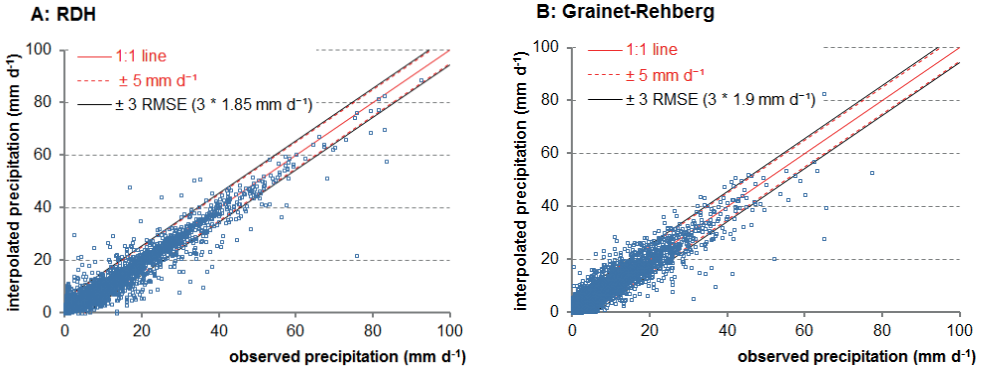 A: RDH
interpolated precipitation (mm d⁻¹)
100
80
60
40
20
0
1:1 line
± 5 mm d⁻¹
± 3 RMSE (3 * 1.85 mm d⁻¹)
0 20 40 60 80 100
observed precipitation (mm d⁻¹)
B: Grainet-Rehberg
interpolated precipitation (mm d⁻¹)
100
80
60
40
20
0
1:1 line
± 5 mm d⁻¹
± 3 RMSE (3 * 1.9 mm d⁻¹)
0 20 40 60 80 100
observed precipitation (mm d⁻¹)